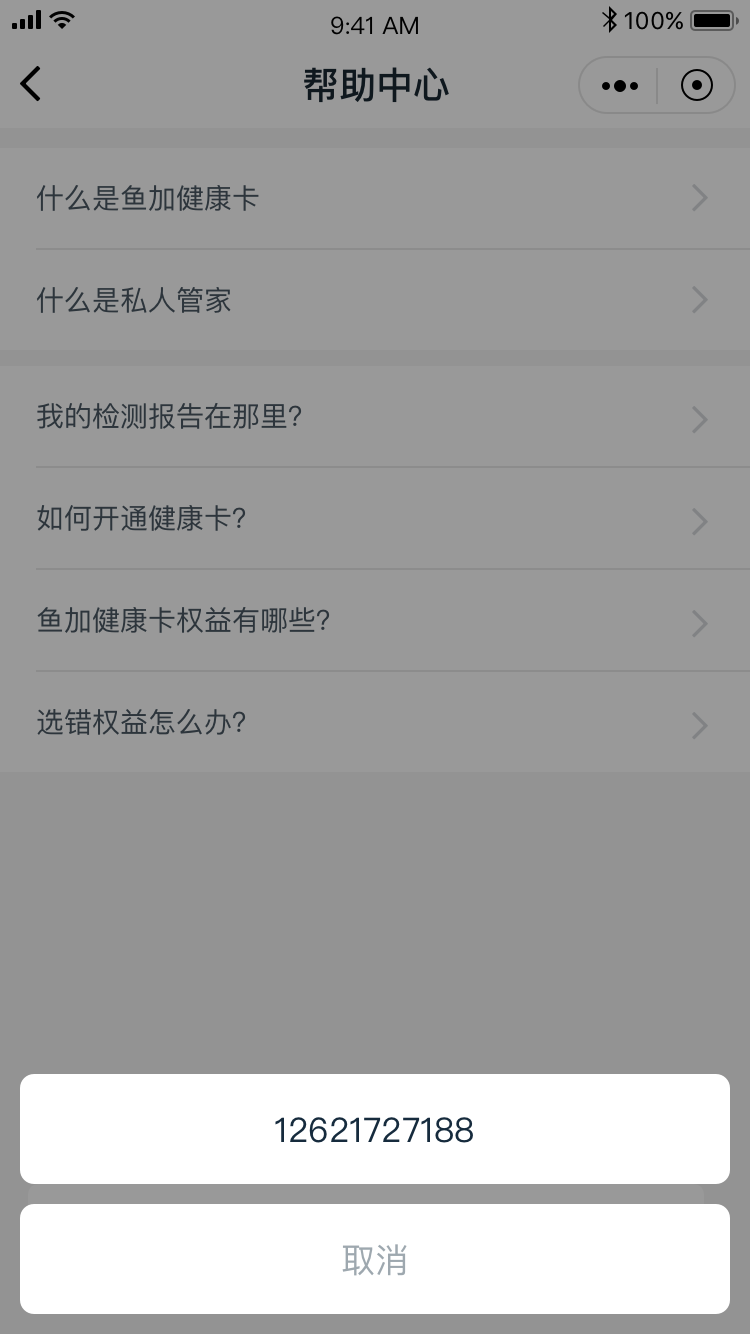 9:41 AM
100%
帮助中心
什么是鱼加健康卡
什么是私人管家
我的检测报告在那里?
如何开通健康卡?
鱼加健康卡权益有哪些?
选错权益怎么办?
12621727188
取消